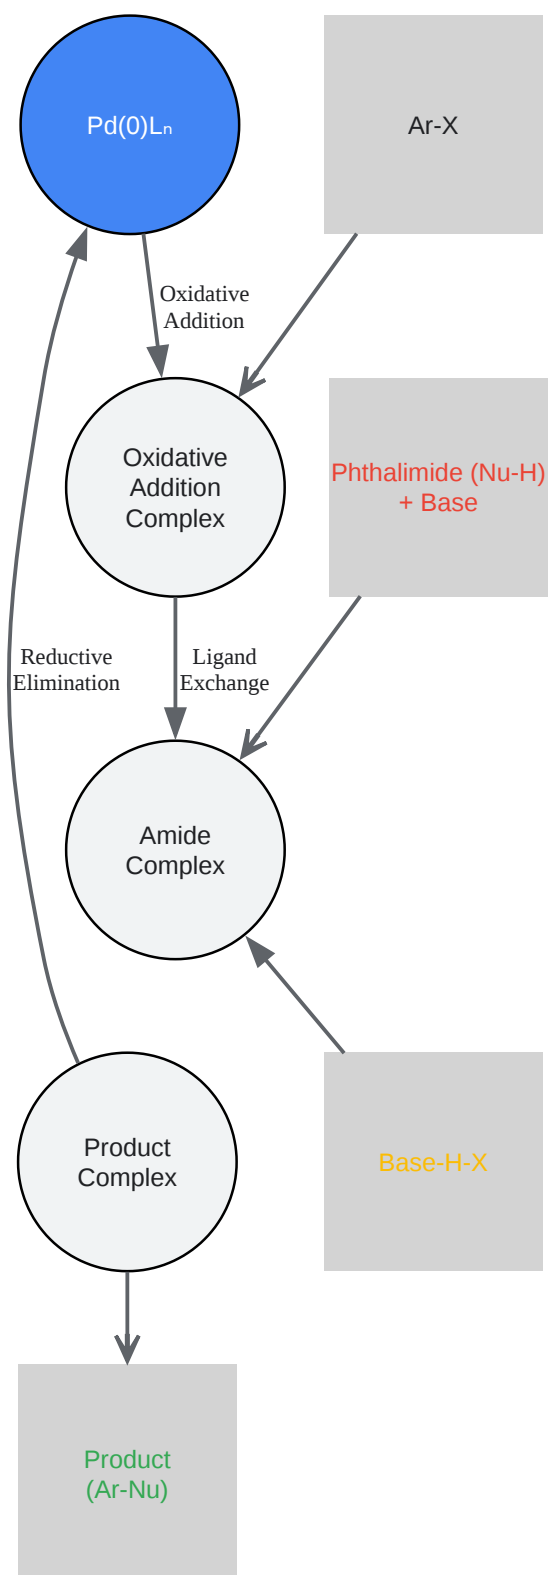 Pd(0)Lₙ
Ar-X
Oxidative
Addition
Oxidative
Addition
Complex
Phthalimide (Nu-H)
+ Base
Reductive
Elimination
Ligand
Exchange
Amide
Complex
Product
Complex
Base-H-X
Product
(Ar-Nu)